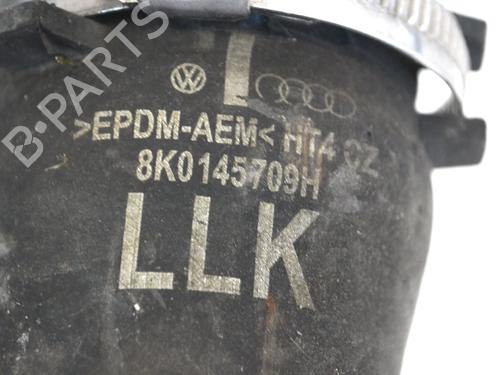 >EPDM-AEM< HT4 CZ
8K0145709H
LLK
B-PARTS